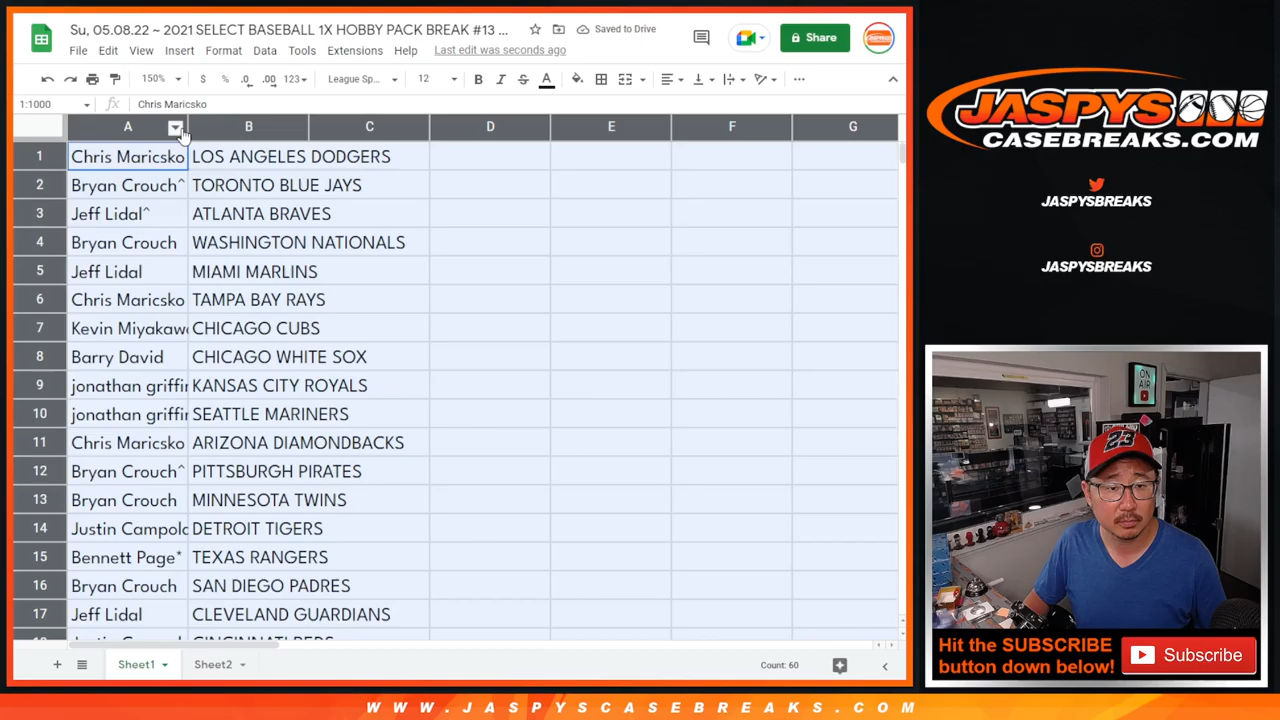 Su, 05.08.22 ~ 2021 SELECT BASEBALL 1X HOBBY PACK BREAK #13 ...
Saved to Drive
File Edit View Insert Format Data Tools Extensions Help Last edit was seconds ago
Share
150% $ % .0 .00 123 League Sp... 12 B I S A
1:1000 fx Chris Maricsko
A B C D E F G
1 Chris Maricsko LOS ANGELES DODGERS
2 Bryan Crouch^ TORONTO BLUE JAYS
3 Jeff Lidal^ ATLANTA BRAVES
4 Bryan Crouch WASHINGTON NATIONALS
5 Jeff Lidal MIAMI MARLINS
6 Chris Maricsko TAMPA BAY RAYS
7 Kevin Miyakawa CHICAGO CUBS
8 Barry David CHICAGO WHITE SOX
9 jonathan griffin KANSAS CITY ROYALS
10 jonathan griffin SEATTLE MARINERS
11 Chris Maricsko ARIZONA DIAMONDBACKS
12 Bryan Crouch^ PITTSBURGH PIRATES
13 Bryan Crouch MINNESOTA TWINS
14 Justin Campolo DETROIT TIGERS
15 Bennett Page* TEXAS RANGERS
16 Bryan Crouch SAN DIEGO PADRES
17 Jeff Lidal CLEVELAND GUARDIANS
Sheet1 Sheet2 Count: 60
JASPYS
CASEBREAKS.COM
JASPYSBREAKS
JASPYSBREAKS
ON
AIR
23
Hit the SUBSCRIBE
button down below!
Subscribe
WWW.JASPYSCASEBREAKS.COM